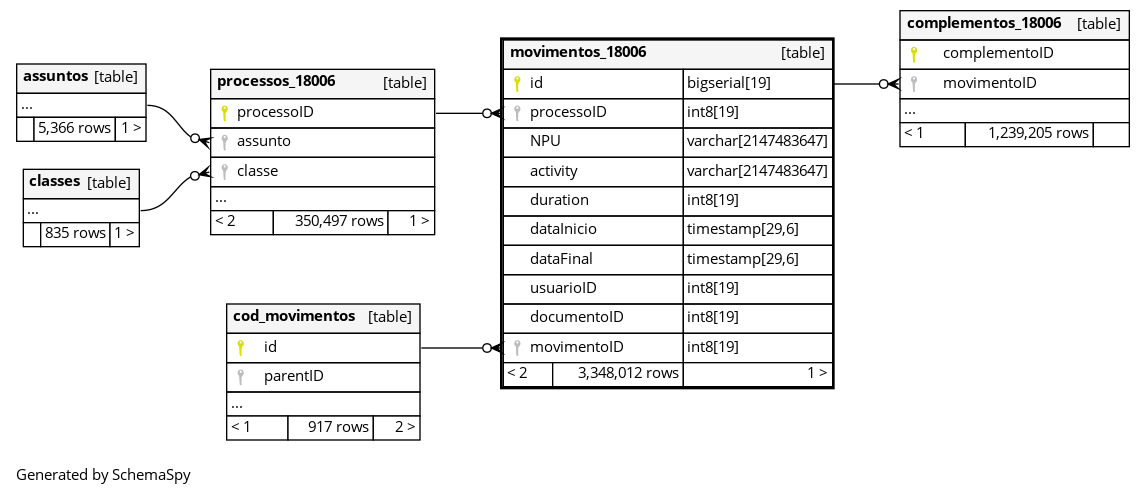 assuntos [table]
...
5,366 rows 1 >
classes [table]
...
835 rows 1 >
processos_18006 [table]
processoID
assunto
classe
...
< 2 350,497 rows 1 >
cod_movimentos [table]
id
parentID
...
< 1 917 rows 2 >
movimentos_18006 [table]
id bigserial[19]
processoID int8[19]
NPU varchar[2147483647]
activity varchar[2147483647]
duration int8[19]
dataInicio timestamp[29,6]
dataFinal timestamp[29,6]
usuarioID int8[19]
documentoID int8[19]
movimentoID int8[19]
< 2 3,348,012 rows 1 >
complementos_18006 [table]
complementoID
movimentoID
...
< 1 1,239,205 rows
Generated by SchemaSpy